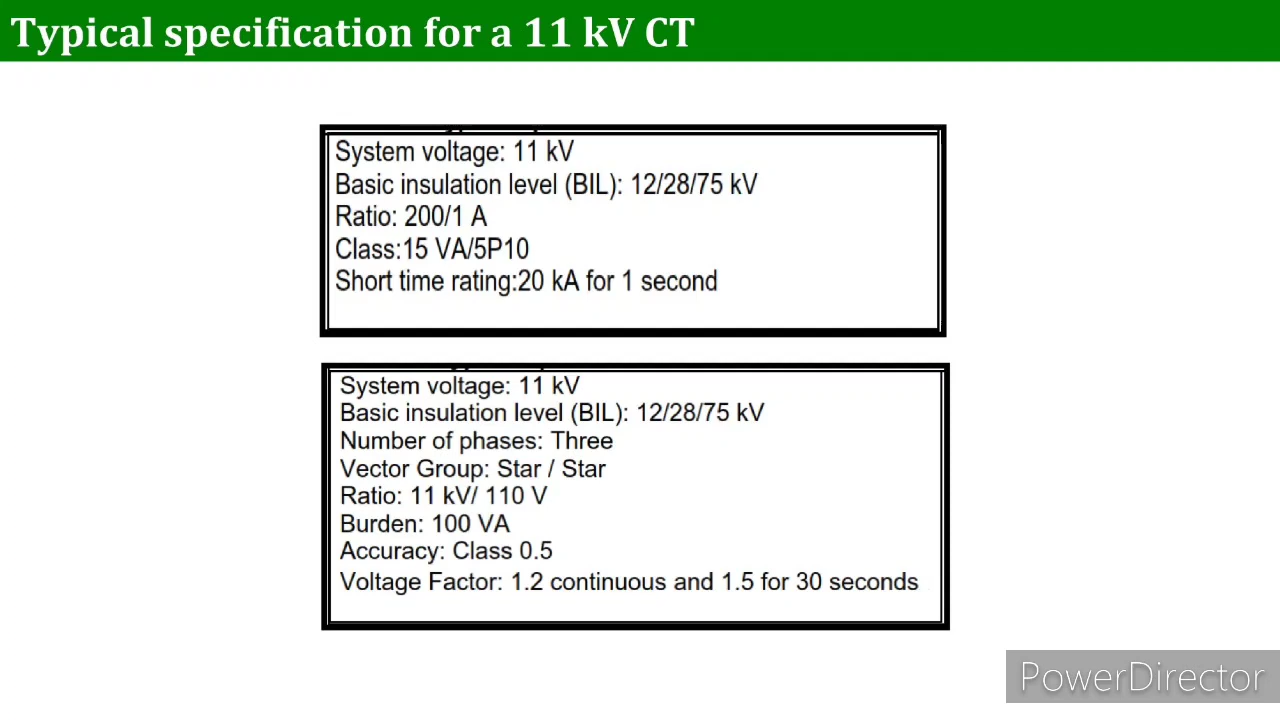 Typical specification for a 11 kV CT
System voltage: 11 kV
Basic insulation level (BIL): 12/28/75 kV
Ratio: 200/1 A
Class:15 VA/5P10
Short time rating:20 kA for 1 second
System voltage: 11 kV
Basic insulation level (BIL): 12/28/75 kV
Number of phases: Three
Vector Group: Star / Star
Ratio: 11 kV/ 110 V
Burden: 100 VA
Accuracy: Class 0.5
Voltage Factor: 1.2 continuous and 1.5 for 30 seconds
PowerDirector